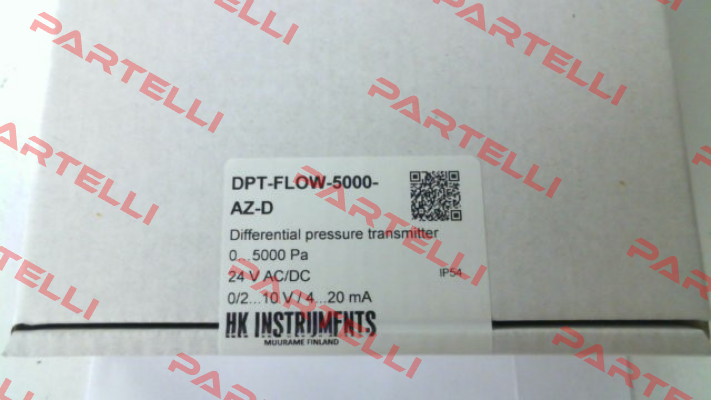 DPT-FLOW-5000-
AZ-D
Differential pressure transmitter
0...5000 Pa
24 V AC/DC
IP54
0/2...10 V / 4...20 mA
HK INSTRUMENTS
MUURAME FINLAND
PARTELLI
PARTELLI
PARTELLI
PARTELLI
PARTELLI
PARTELLI
PARTELLI
PARTELLI
PARTELLI